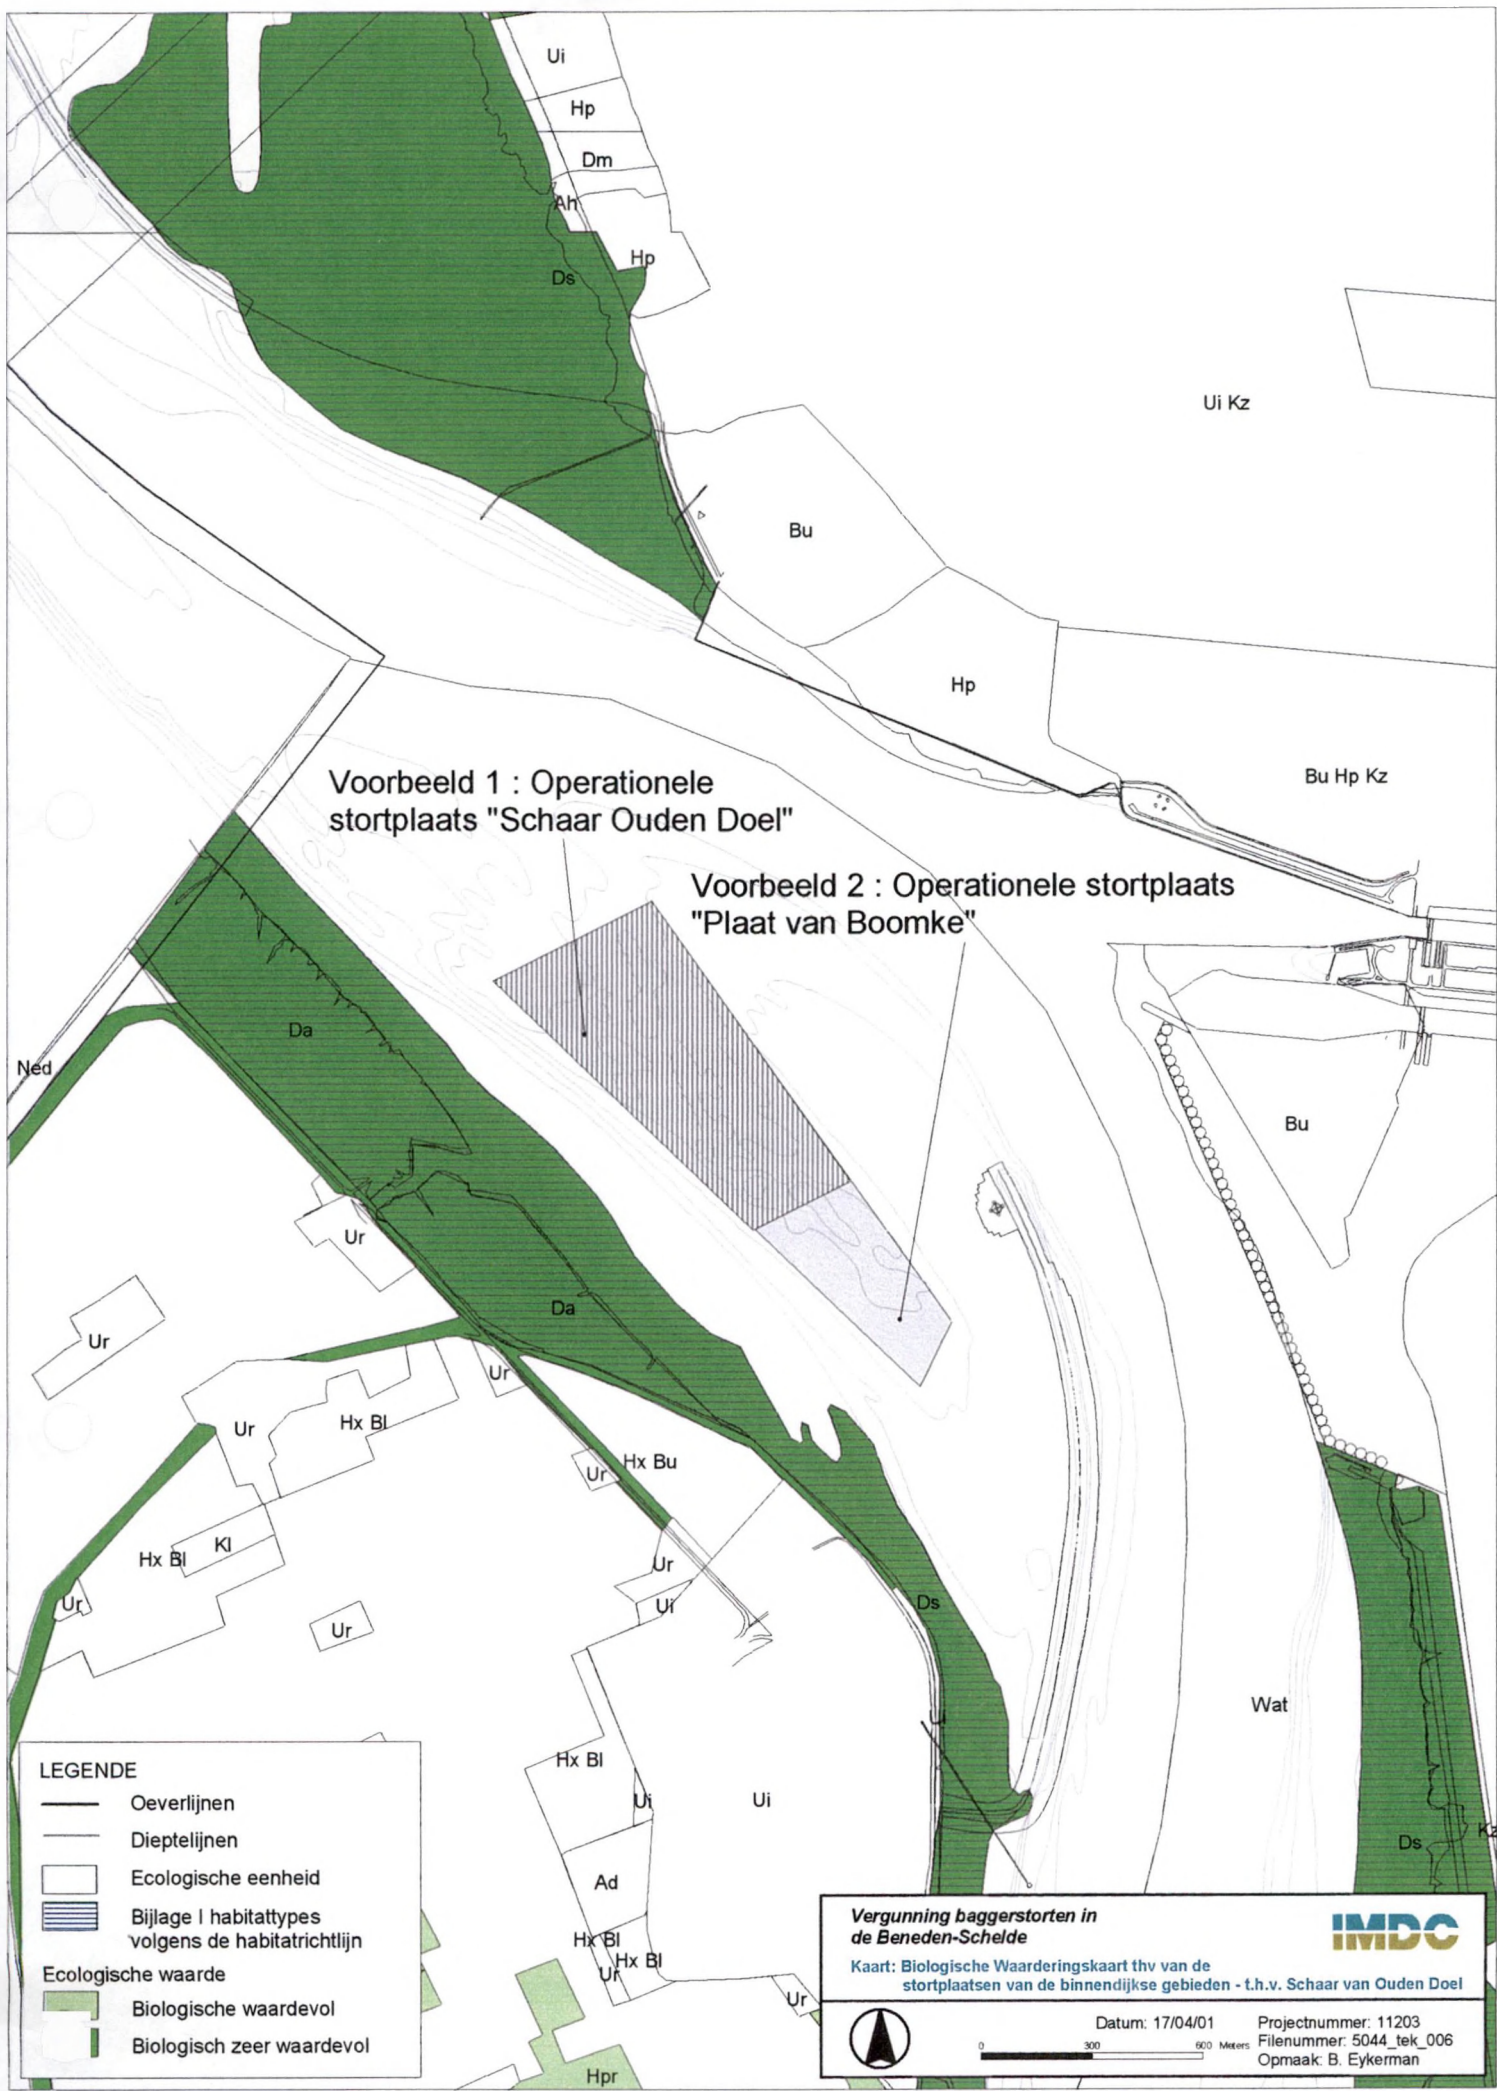 Ui
Hp
Dm
Ah
Hp
Ds
Ui Kz
Bu
Hp
Bu Hp Kz
Voorbeeld 1 : Operationele
stortplaats "Schaar Ouden Doel"
Voorbeeld 2 : Operationele stortplaats
"Plaat van Boomke"
Da
Ned
Bu
Ur
Da
Ur
Ur
Ur
Hx Bl
Ur
Hx Bu
Kl
Hx Bl
Ur
Ur
Ur
Ui
Ds
Wat
Hx Bl
Ui
Ui
Ds
Kz
Ad
Hx Bl
Hx Bl
Ur
Ur
Hpr
LEGENDE
Oeverlijnen
Dieptelijnen
Ecologische eenheid
Bijlage I habitattypes
volgens de habitatrichtlijn
Ecologische waarde
Biologische waardevol
Biologisch zeer waardevol
Vergunning baggerstorten in
de Beneden-Schelde
IMDC
Kaart: Biologische Waarderingskaart thv van de
stortplaatsen van de binnendijkse gebieden - t.h.v. Schaar van Ouden Doel
Datum: 17/04/01
Projectnummer: 11203
0 300 600 Meters
Filenummer: 5044_tek_006
Opmaak: B. Eykerman